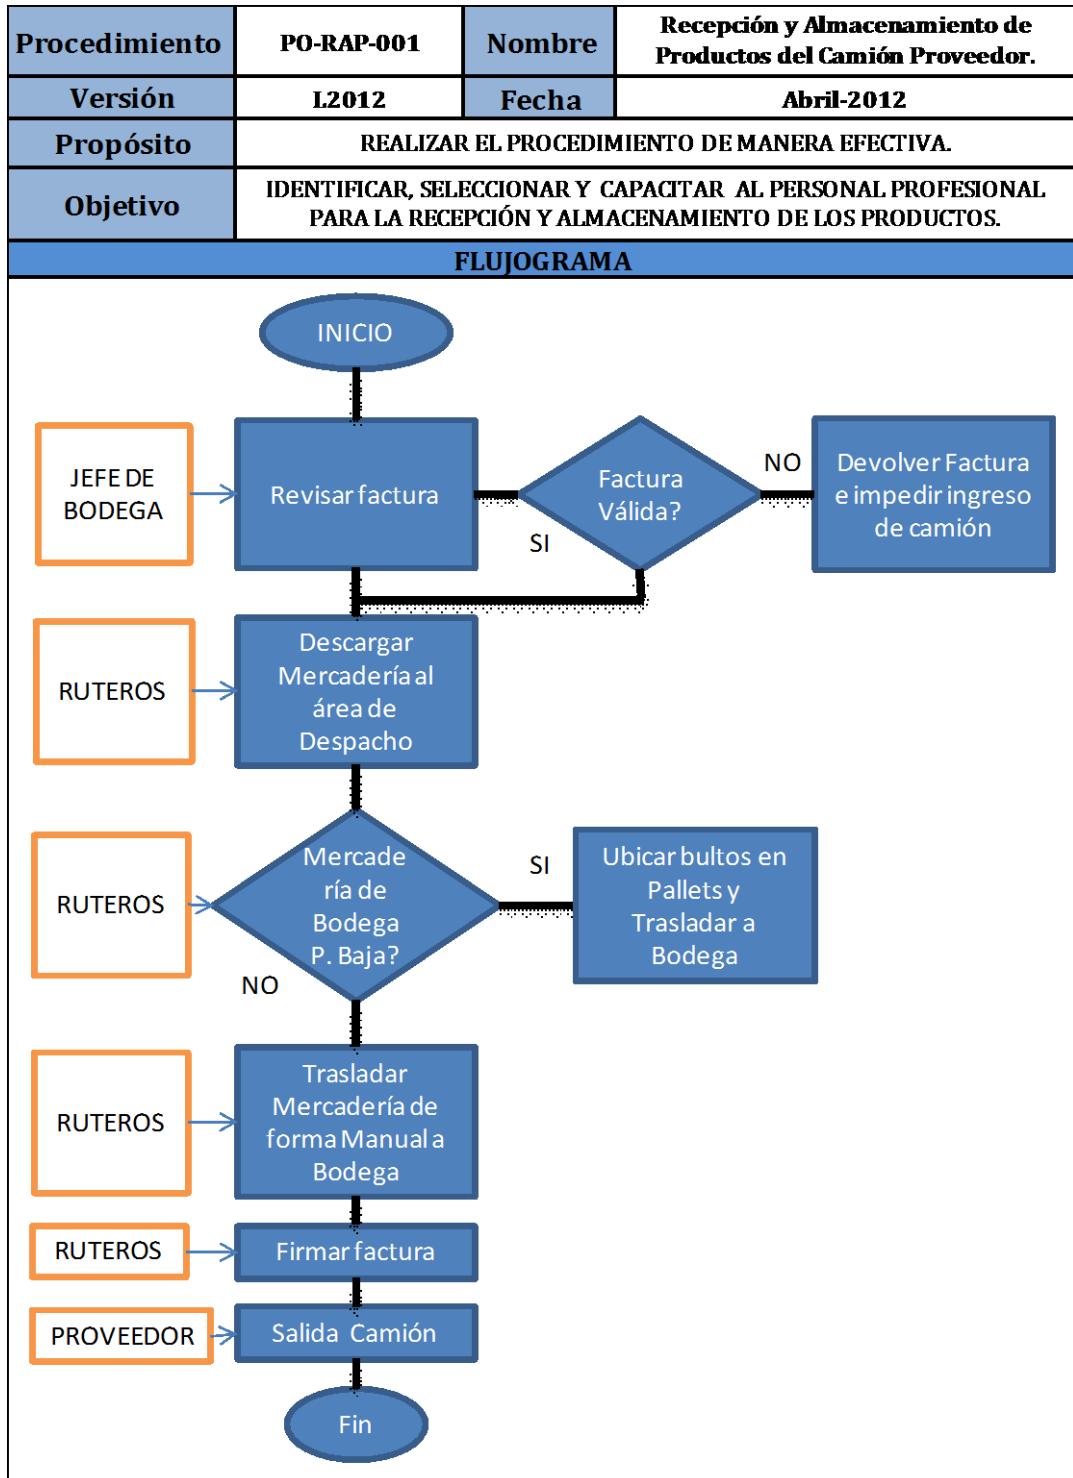 Procedimiento
PO-RAP-001
Nombre
Recepción y Almacenamiento de
Productos del Camión Proveedor.
Versión
L2012
Fecha
Abril-2012
Propósito
REALIZAR EL PROCEDIMIENTO DE MANERA EFECTIVA.
Objetivo
IDENTIFICAR, SELECCIONAR Y CAPACITAR AL PERSONAL PROFESIONAL
PARA LA RECEPCIÓN Y ALMACENAMIENTO DE LOS PRODUCTOS.
FLUJOGRAMA
INICIO
JEFE DE
BODEGA
Revisar factura
Factura
Válida?
NO
Devolver Factura
e impedir ingreso
de camión
SI
RUTEROS
Descargar
Mercadería al
área de
Despacho
RUTEROS
Mercade
ría de
Bodega
P. Baja?
SI
Ubicar bultos en
Pallets y
Trasladar a
Bodega
NO
RUTEROS
Trasladar
Mercadería de
forma Manual a
Bodega
RUTEROS
Firmar factura
PROVEEDOR
Salida Camión
Fin